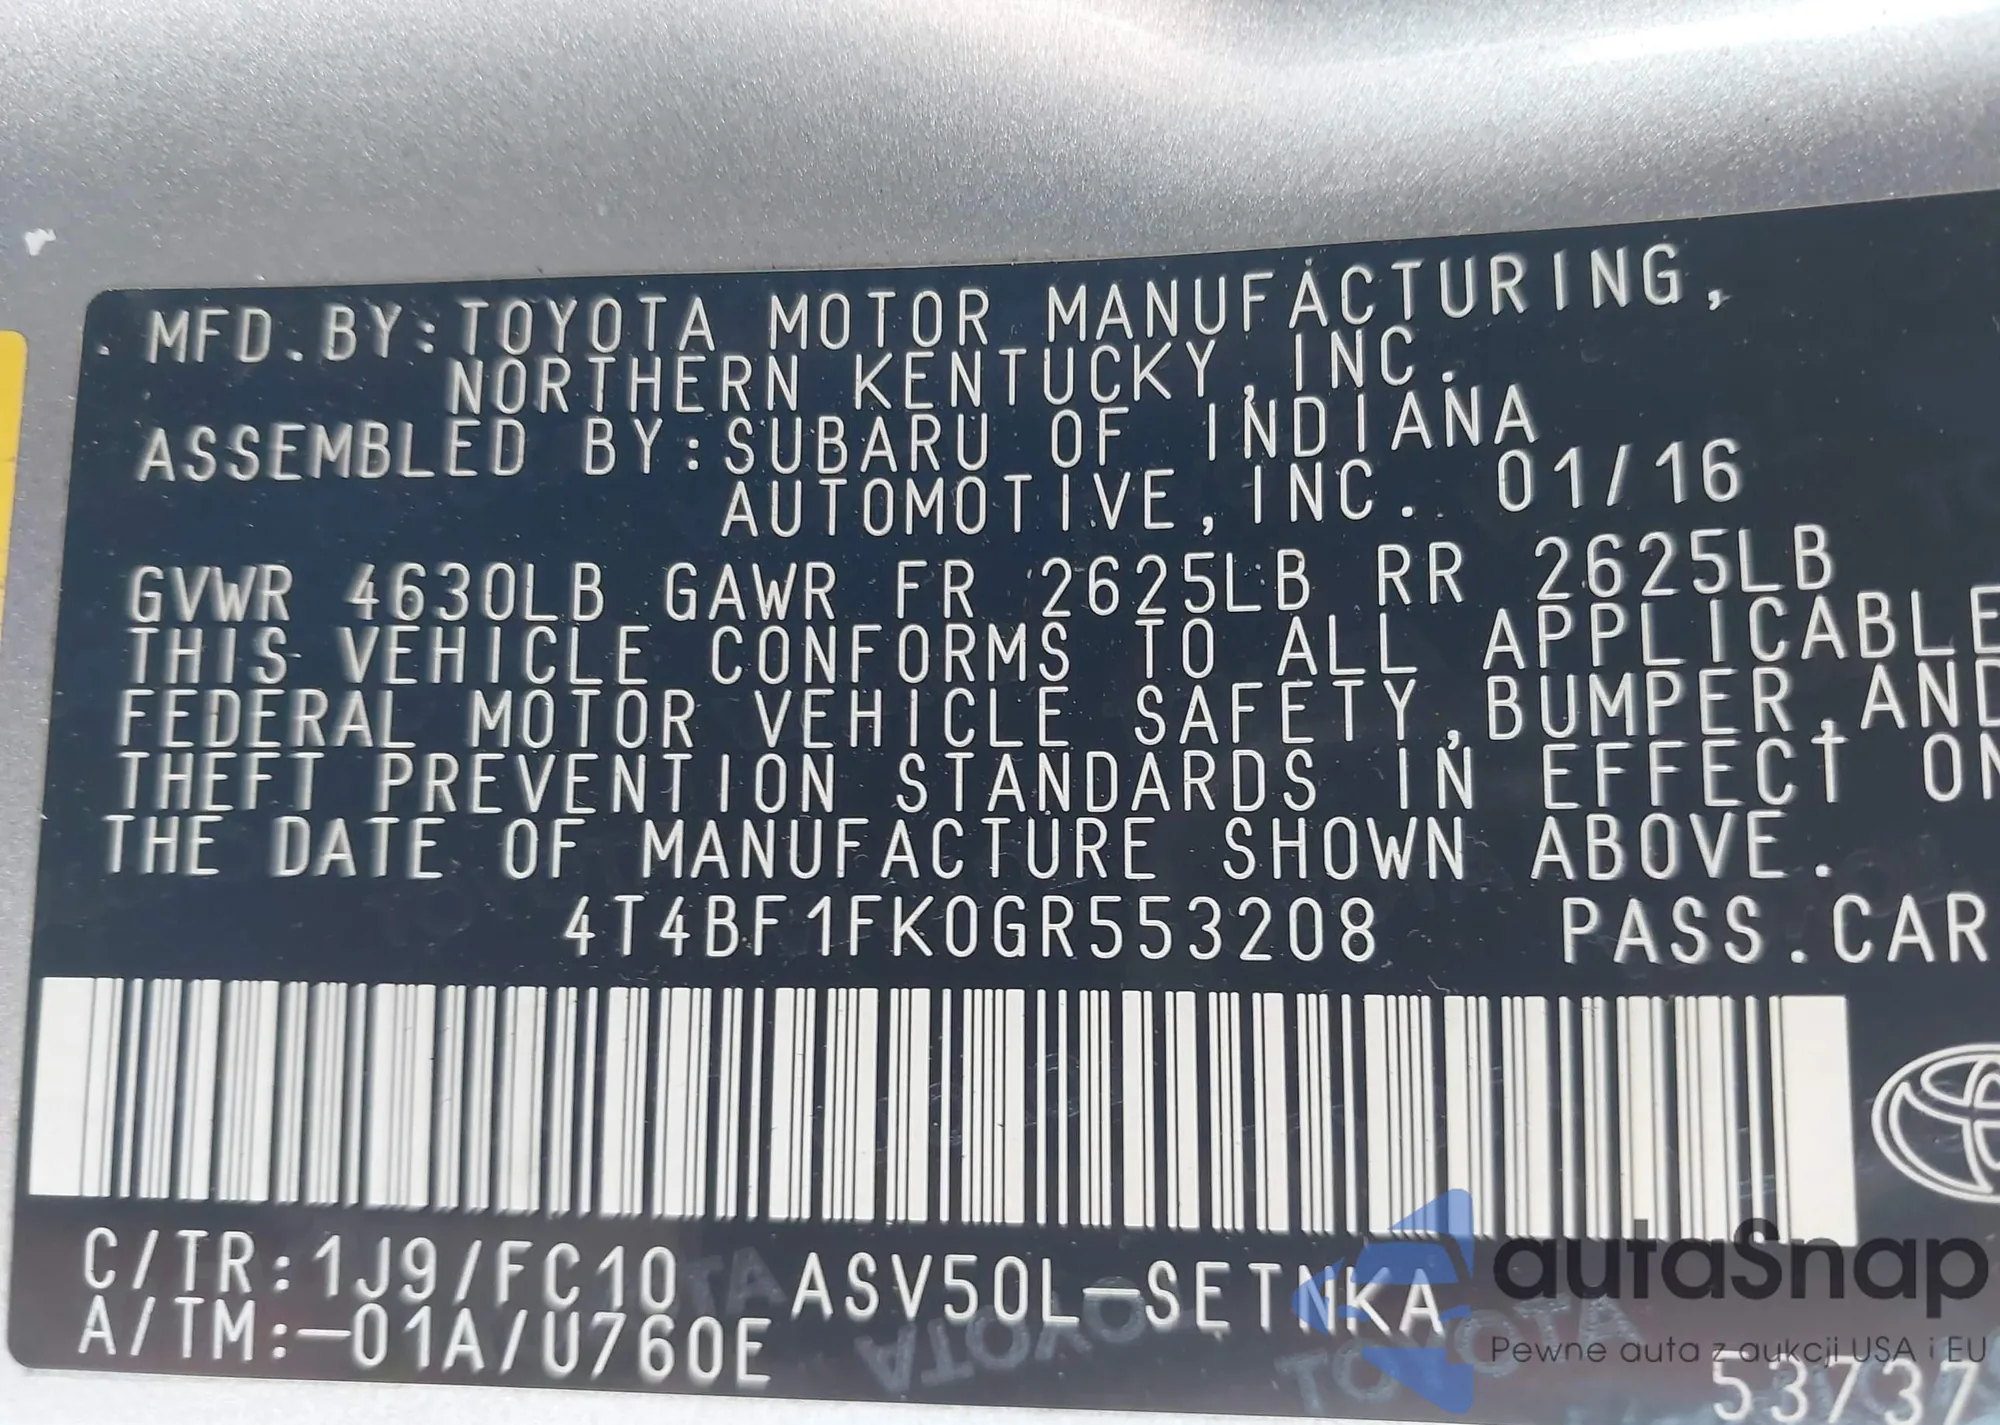 MFD.BY:TOYOTA MOTOR MANUFACTURING,
NORTHERN KENTUCKY,INC.
ASSEMBLED BY:SUBARU OF INDIANA
AUTOMOTIVE,INC. 01/16
GVWR 4630LB GAWR FR 2625LB RR 2625LB
THIS VEHICLE CONFORMS TO ALL APPLICABLE
FEDERAL MOTOR VEHICLE SAFETY,BUMPER,AND
THEFT PREVENTION STANDARDS IN EFFECT ON
THE DATE OF MANUFACTURE SHOWN ABOVE.
4T4BF1FK0GR553208 PASS.CAR
C/TR:1J9/FC10 ASV50L-SETNKA
A/TM:-01A/U760E
TOYOTA
TOYOTA
autaSnap
Pewne auta z aukcji USA i EU
53737